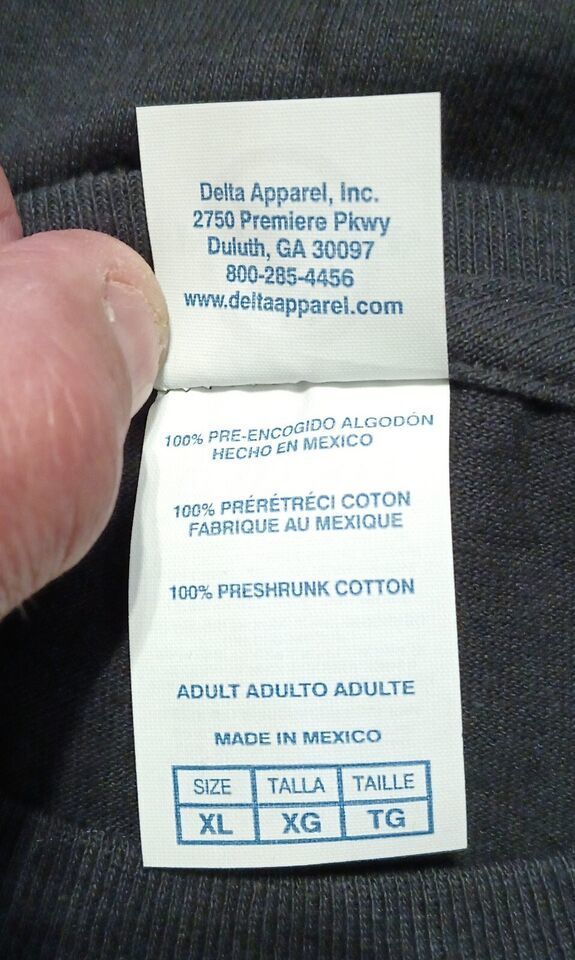 Delta Apparel, Inc.
2750 Premiere Pkwy
Duluth, GA 30097
800-285-4456
www.deltaapparel.com
100% PRE-ENCOGIDO ALGODÓN
HECHO EN MEXICO
100% PRÉRÉTRÉCI COTON
FABRIQUE AU MEXIQUE
100% PRESHRUNK COTTON
ADULT ADULTO ADULTE
MADE IN MEXICO
SIZE TALLA TAILLE
XL XG TG